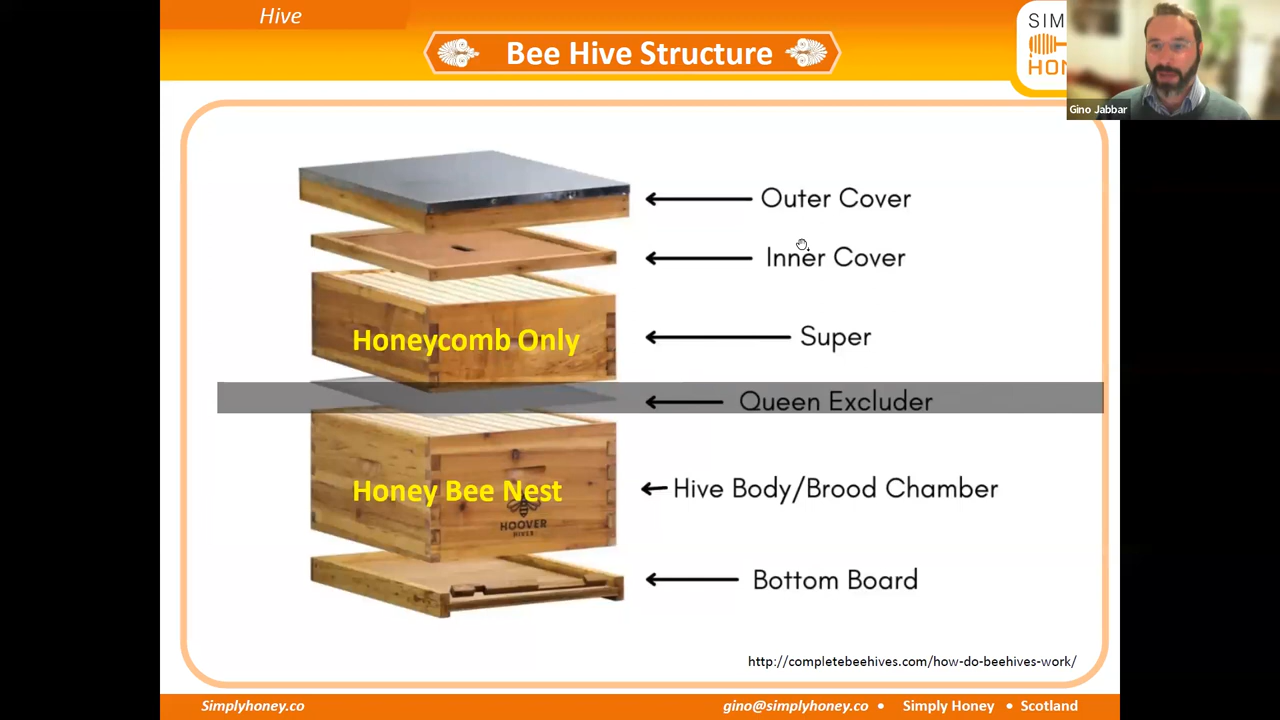 Hive
Bee Hive Structure
SIM
HON
Gino Jabbar
Outer Cover
Inner Cover
Honeycomb Only
Super
Queen Excluder
Honey Bee Nest
Hive Body/Brood Chamber
HOOVER
HIVES
Bottom Board
http://completebeehives.com/how-do-beehives-work/
Simplyhoney.co
gino@simplyhoney.co • Simply Honey • Scotland